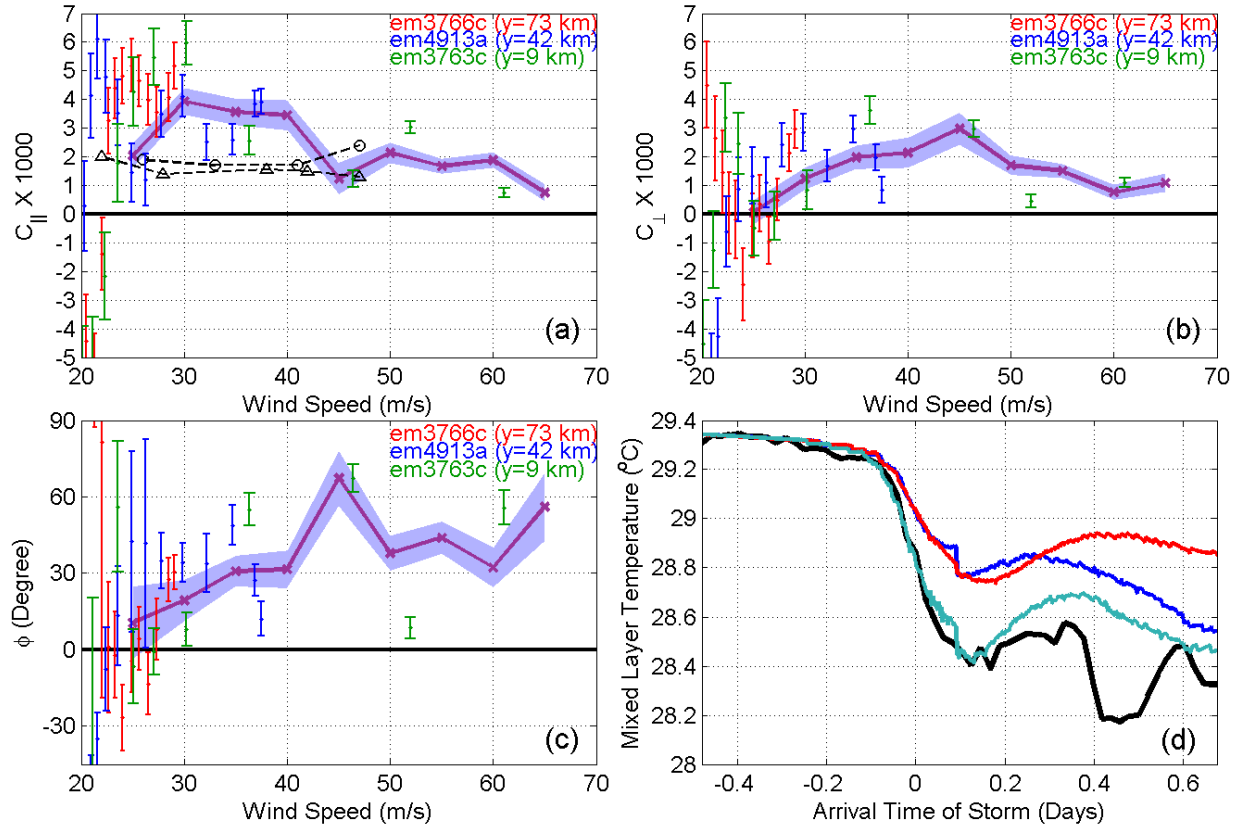 7
6
5
4
3
2
1
0
-1
-2
-3
-4
-5
C∥ X 1000
em3766c (y=73 km)
em4913a (y=42 km)
em3763c (y=9 km)
(a)
20 30 40 50 60 70
Wind Speed (m/s)
7
6
5
4
3
2
1
0
-1
-2
-3
-4
-5
C⊥ X 1000
em3766c (y=73 km)
em4913a (y=42 km)
em3763c (y=9 km)
(b)
20 30 40 50 60 70
Wind Speed (m/s)
90
60
30
0
-30
ϕ (Degree)
em3766c (y=73 km)
em4913a (y=42 km)
em3763c (y=9 km)
(c)
20 30 40 50 60 70
Wind Speed (m/s)
29.4
29.2
29
28.8
28.6
28.4
28.2
28
Mixed Layer Temperature (°C)
(d)
-0.4 -0.2 0 0.2 0.4 0.6
Arrival Time of Storm (Days)